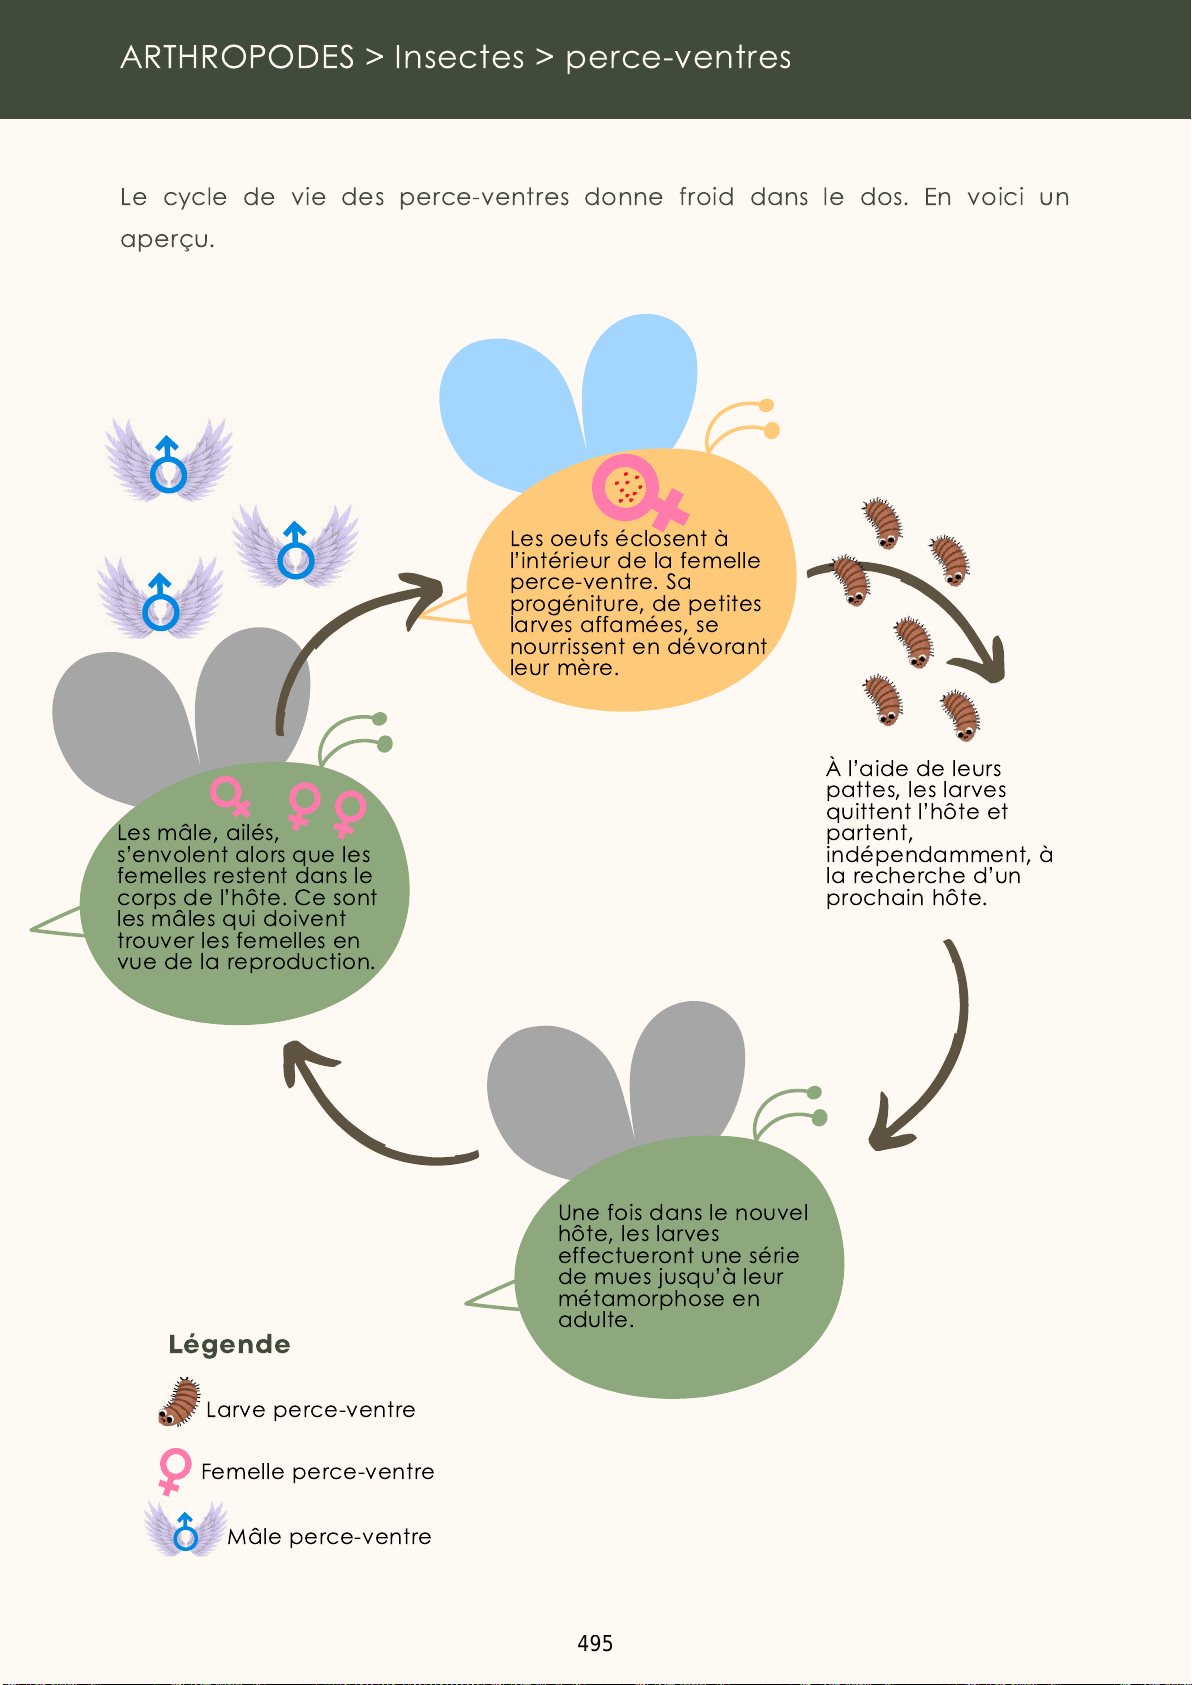 ARTHROPODES > Insectes > perce-ventres
Le cycle de vie des perce-ventres donne froid dans le dos. En voici un
aperçu.
Les oeufs éclosent à
l'intérieur de la femelle
perce-ventre. Sa
progéniture, de petites
larves affamées, se
nourrissent en dévorant
leur mère.
À l'aide de leurs
pattes, les larves
quittent l'hôte et
partent,
indépendamment, à
la recherche d'un
prochain hôte.
Les mâle, ailés,
s'envolent alors que les
femelles restent dans le
corps de l'hôte. Ce sont
les mâles qui doivent
trouver les femelles en
vue de la reproduction.
Une fois dans le nouvel
hôte, les larves
effectueront une série
de mues jusqu'à leur
métamorphose en
adulte.
Légende
Larve perce-ventre
Femelle perce-ventre
Mâle perce-ventre
495